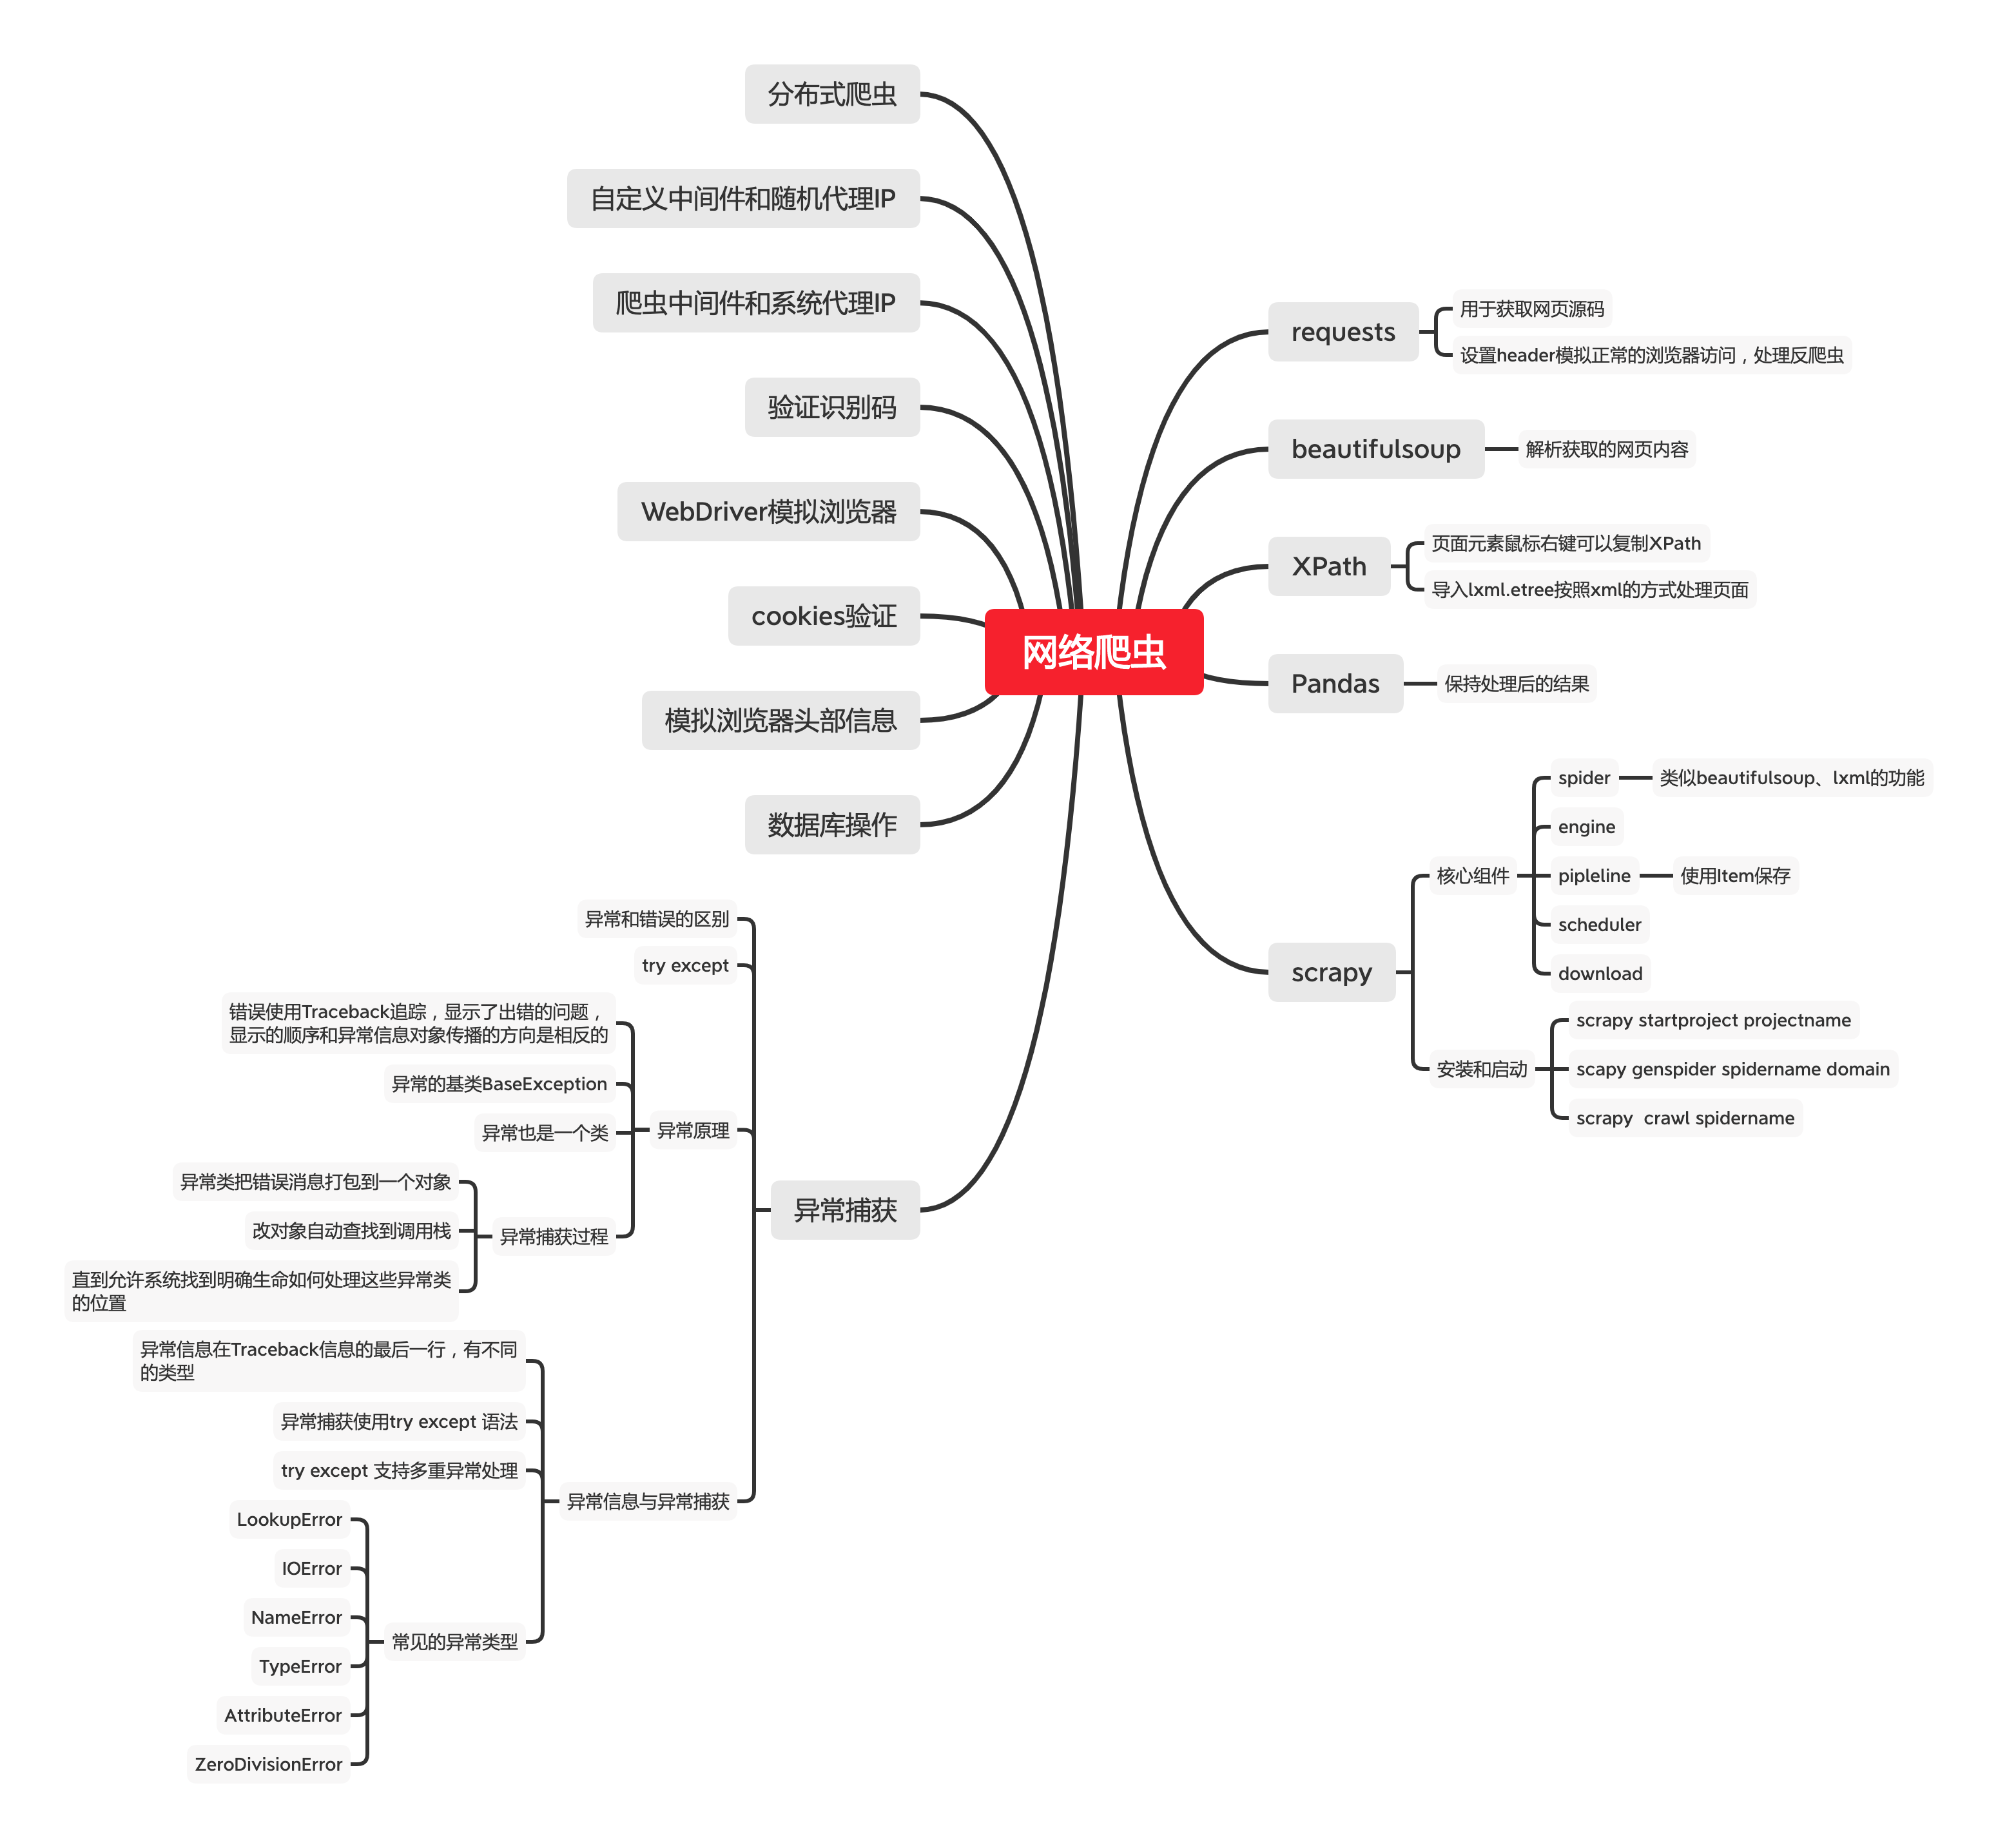 网络爬虫
requests
用于获取网页源码
设置header模拟正常的浏览器访问，处理反爬虫
beautifulsoup
解析获取的网页内容
XPath
页面元素鼠标右键可以复制XPath
导入lxml.etree按照xml的方式处理页面
Pandas
保持处理后的结果
scrapy
核心组件
spider
类似beautifulsoup、lxml的功能
engine
pipleline
使用Item保存
scheduler
download
安装和启动
scrapy startproject projectname
scapy genspider spidername domain
scrapy  crawl spidername
分布式爬虫
自定义中间件和随机代理IP
爬虫中间件和系统代理IP
验证识别码
WebDriver模拟浏览器
cookies验证
模拟浏览器头部信息
数据库操作
异常捕获
异常和错误的区别
try except
异常原理
错误使用Traceback追踪，显示了出错的问题，
显示的顺序和异常信息对象传播的方向是相反的
异常的基类BaseException
异常也是一个类
异常捕获过程
异常类把错误消息打包到一个对象
改对象自动查找到调用栈
直到允许系统找到明确生命如何处理这些异常类
的位置
异常信息与异常捕获
异常信息在Traceback信息的最后一行，有不同
的类型
异常捕获使用try except 语法
try except 支持多重异常处理
常见的异常类型
LookupError
IOError
NameError
TypeError
AttributeError
ZeroDivisionError